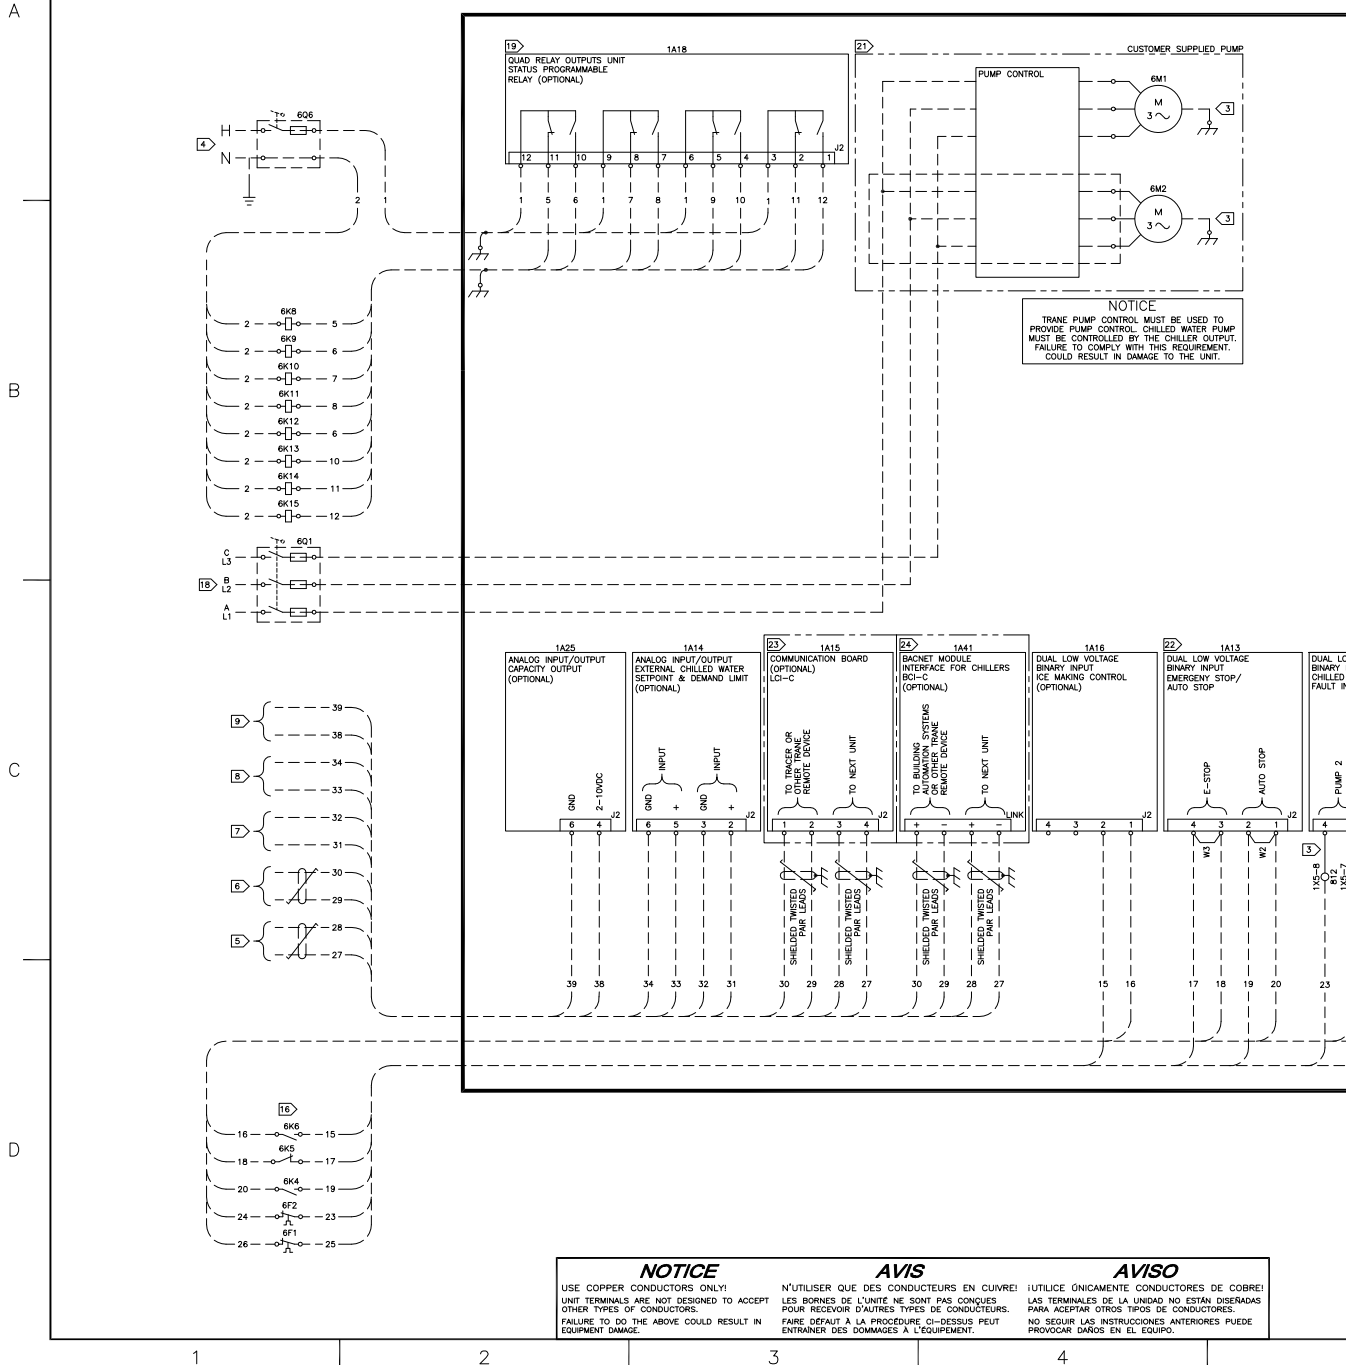 A
19
1A18
QUAD RELAY OUTPUTS UNIT
STATUS PROGRAMMABLE
RELAY (OPTIONAL)
21
CUSTOMER SUPPLIED PUMP
PUMP CONTROL
6M1
M
3
3
6Q6
H
4
N
J2
12 11 10 9 8 7 6 5 4 3 2 1
6M2
M
3
3
2 1
1 5 6 1 7 8 1 9 10 1 11 12
NOTICE
TRANE PUMP CONTROL MUST BE USED TO
PROVIDE PUMP CONTROL. CHILLED WATER PUMP
MUST BE CONTROLLED BY THE CHILLER OUTPUT.
FAILURE TO COMPLY WITH THIS REQUIREMENT.
COULD RESULT IN DAMAGE TO THE UNIT.
6K8
2 5
6K9
2 6
6K10
2 7
B
6K11
2 8
6K12
2 6
6K13
2 10
6K14
2 11
6K15
2 12
6Q1
C
L3
18
B
L2
A
L1
1A25
ANALOG INPUT/OUTPUT
CAPACITY OUTPUT
(OPTIONAL)
GND
2-10VDC
J2
6 4
1A14
ANALOG INPUT/OUTPUT
EXTERNAL CHILLED WATER
SETPOINT & DEMAND LIMIT
(OPTIONAL)
INPUT
INPUT
GND + GND +
J2
6 5 3 2
23
1A15
COMMUNICATION BOARD
(OPTIONAL)
LCI-C
TO TRACER OR
OTHER TRANE
REMOTE DEVICE
TO NEXT UNIT
J2
1 2 3 4
24
1A41
BACNET MODULE
INTERFACE FOR CHILLERS
BCI-C
(OPTIONAL)
TO BUILDING
AUTOMATION SYSTEMS
OR OTHER TRANE
REMOTE DEVICE
TO NEXT UNIT
LINK
+ - + -
1A16
DUAL LOW VOLTAGE
BINARY INPUT
ICE MAKING CONTROL
(OPTIONAL)
J2
4 3 2 1
22
1A13
DUAL LOW VOLTAGE
BINARY INPUT
EMERGENY STOP/
AUTO STOP
E-STOP
AUTO STOP
J2
4 3 2 1
W3
W2
DUAL LO
BINARY
CHILLED
FAULT IN
PUMP 2
4
3
1X5-8
812
1X5-7
C
9
39
38
8
34
33
7
32
31
6
30
29
5
28
27
SHIELDED TWISTED
PAIR LEADS
SHIELDED TWISTED
PAIR LEADS
SHIELDED TWISTED
PAIR LEADS
SHIELDED TWISTED
PAIR LEADS
39 38 34 33 32 31 30 29 28 27 30 29 28 27 15 16 17 18 19 20 23
16
6K6
16 15
D
6K5
18 17
6K4
20 19
6F2
24 23
6F1
26 25
NOTICE
USE COPPER CONDUCTORS ONLY!
UNIT TERMINALS ARE NOT DESIGNED TO ACCEPT
OTHER TYPES OF CONDUCTORS.
FAILURE TO DO THE ABOVE COULD RESULT IN
EQUIPMENT DAMAGE.
AVIS
N'UTILISER QUE DES CONDUCTEURS EN CUIVRE!
LES BORNES DE L'UNITÉ NE SONT PAS CONÇUES
POUR RECEVOIR D'AUTRES TYPES DE CONDUCTEURS.
FAIRE DÉFAUT À LA PROCÉDURE CI-DESSUS PEUT
ENTRAÎNER DES DOMMAGES À L'ÉQUIPEMENT.
AVISO
¡UTILICE ÚNICAMENTE CONDUCTORES DE COBRE!
LAS TERMINALES DE LA UNIDAD NO ESTÁN DISEÑADAS
PARA ACEPTAR OTROS TIPOS DE CONDUCTORES.
NO SEGUIR LAS INSTRUCCIONES ANTERIORES PUEDE
PROVOCAR DAÑOS EN EL EQUIPO.
1 2 3 4